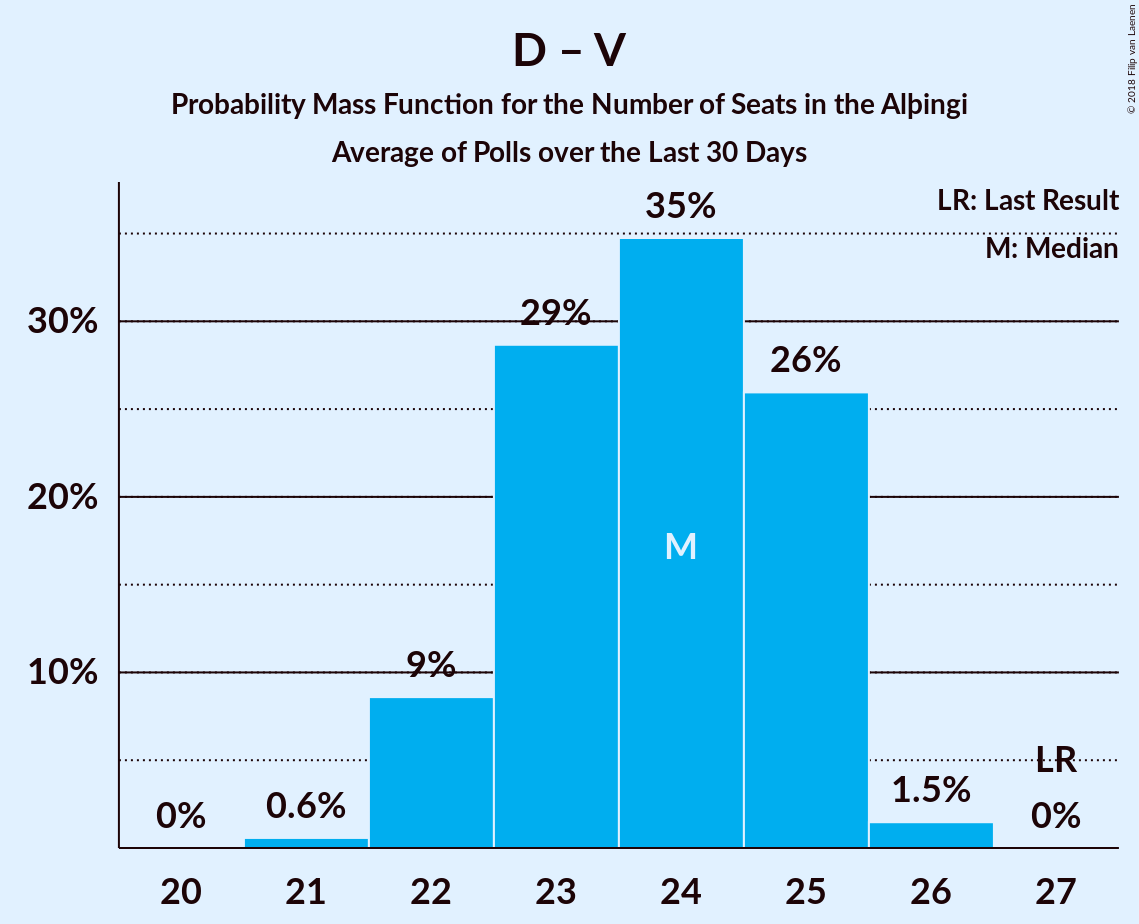 D – V
Probability Mass Function for the Number of Seats in the Alþingi
Average of Polls over the Last 30 Days
© 2018 Filip van Laenen
LR: Last Result
M: Median
35%
30%
29%
26%
20%
M
10%
9%
LR
1.5%
0.6%
0%
0%
20 21 22 23 24 25 26 27